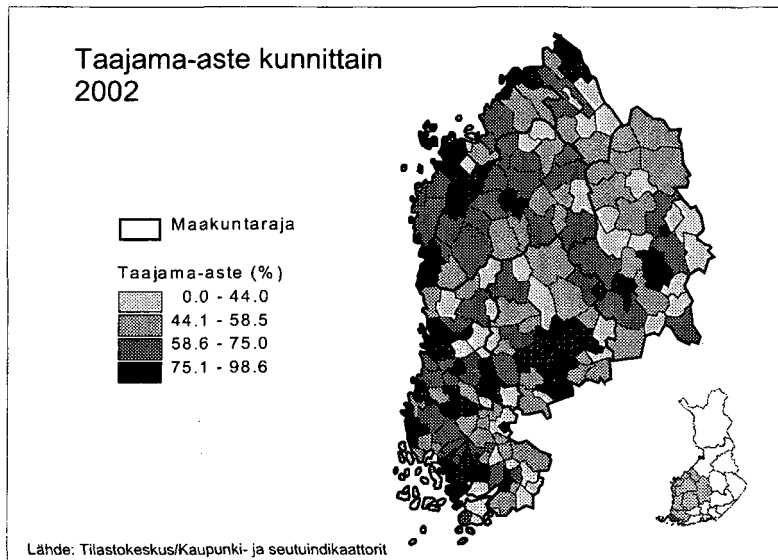 Taajama-aste kunnittain
2002
Maakuntaraja
Taajama-aste (%)
0.0 - 44.0
44.1 - 58.5
58.6 - 75.0
75.1 - 98.6
Lähde: Tilastokeskus/Kaupunki- ja seutuindikaattorit